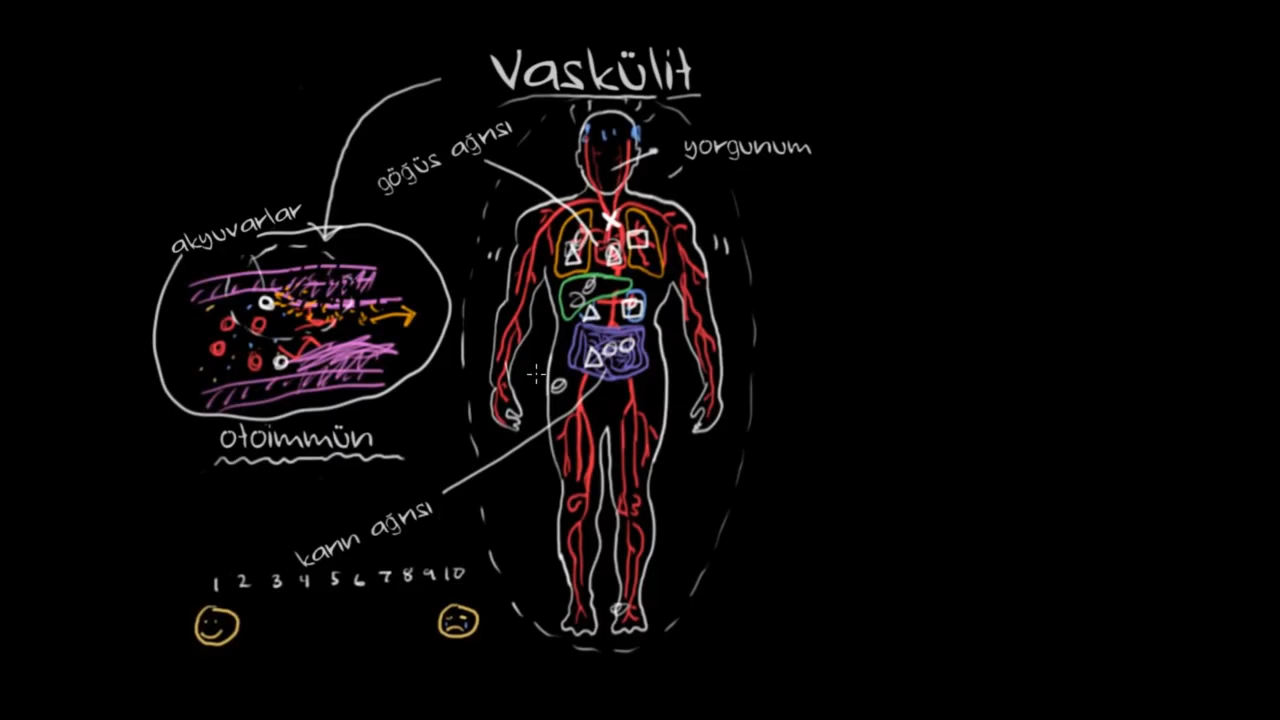 Vaskülit
göğüs ağrısı
yorgunum
akyuvarlar
otoimmün
karın ağrısı
1 2 3 4 5 6 7 8 9 10